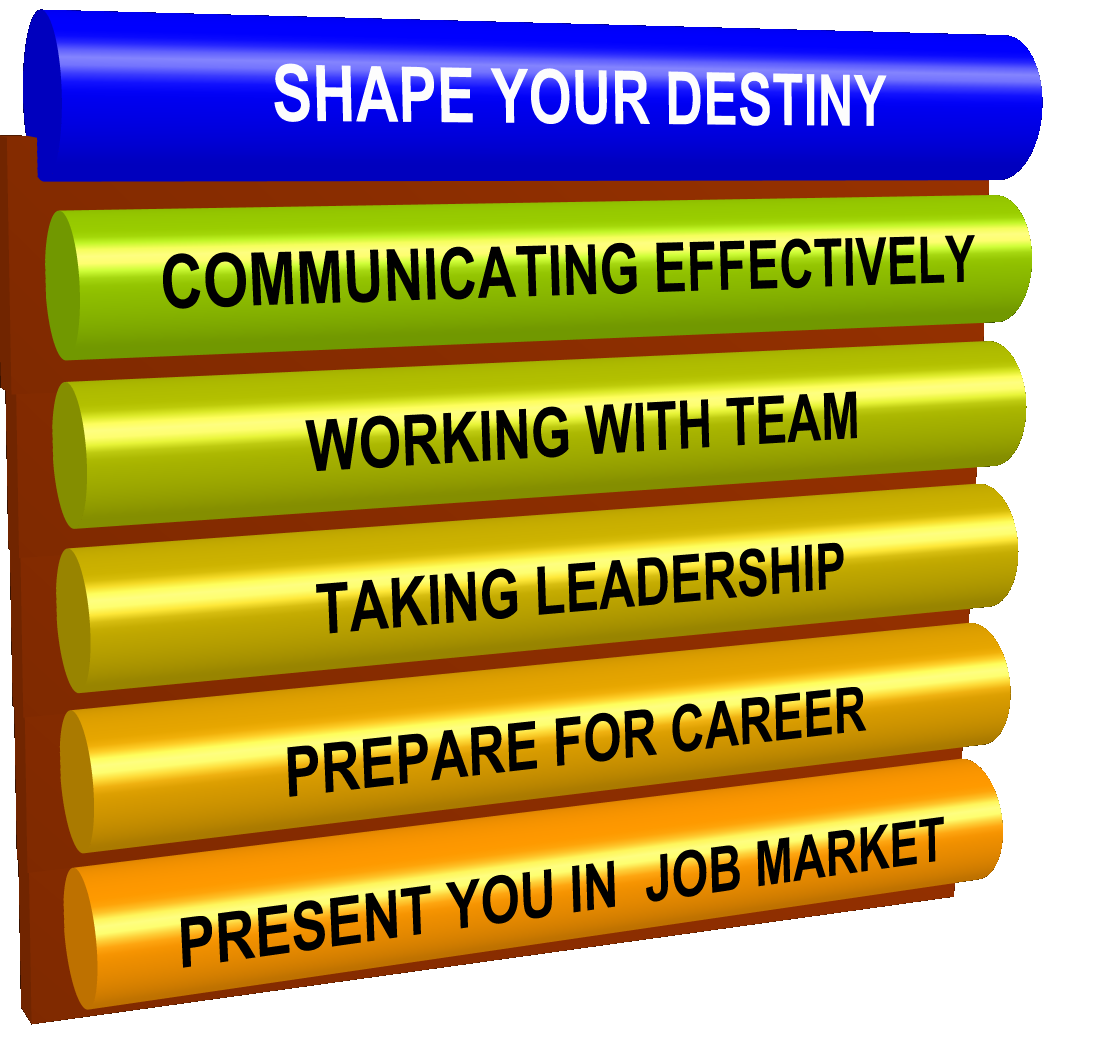 SHAPE YOUR DESTINY
COMMUNICATING EFFECTIVELY
WORKING WITH TEAM
TAKING LEADERSHIP
PREPARE FOR CAREER
PRESENT YOU IN JOB MARKET